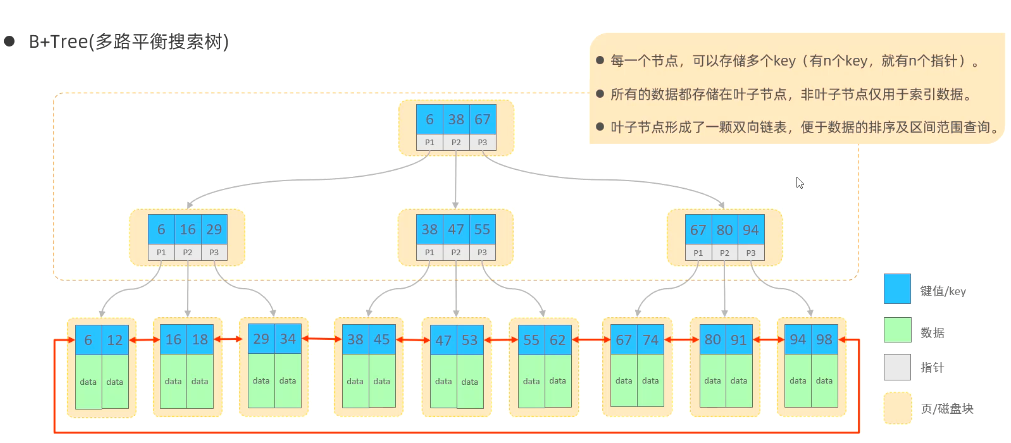 B+Tree(多路平衡搜索树)
每一个节点，可以存储多个key（有n个key，就有n个指针）。
所有的数据都存储在叶子节点，非叶子节点仅用于索引数据。
叶子节点形成了一颗双向链表，便于数据的排序及区间范围查询。
6 38 67
P1 P2 P3
6 16 29 38 47 55 67 80 94
P1 P2 P3 P1 P2 P3 P1 P2 P3
键值/key
数据
指针
页/磁盘块
6 12 16 18 29 34 38 45 47 53 55 62 67 74 80 91 94 98
data data data data data data data data data data data data data data data data data data